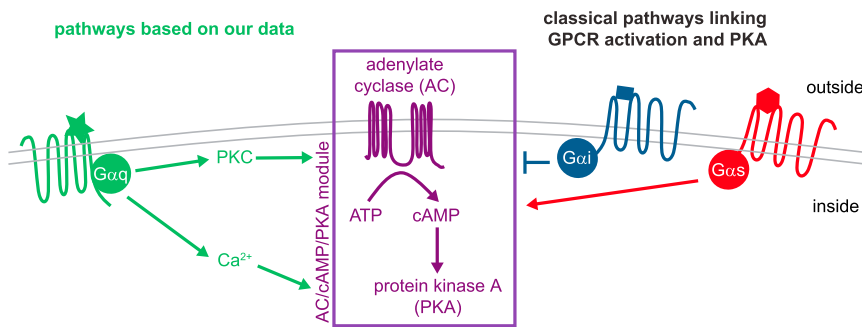 pathways based on our data
classical pathways linking
GPCR activation and PKA
adenylate
cyclase (AC)
outside
Gαq
PKC
AC/cAMP/PKA module
Gαi
Gαs
ATP
cAMP
inside
Ca²⁺
protein kinase A
(PKA)